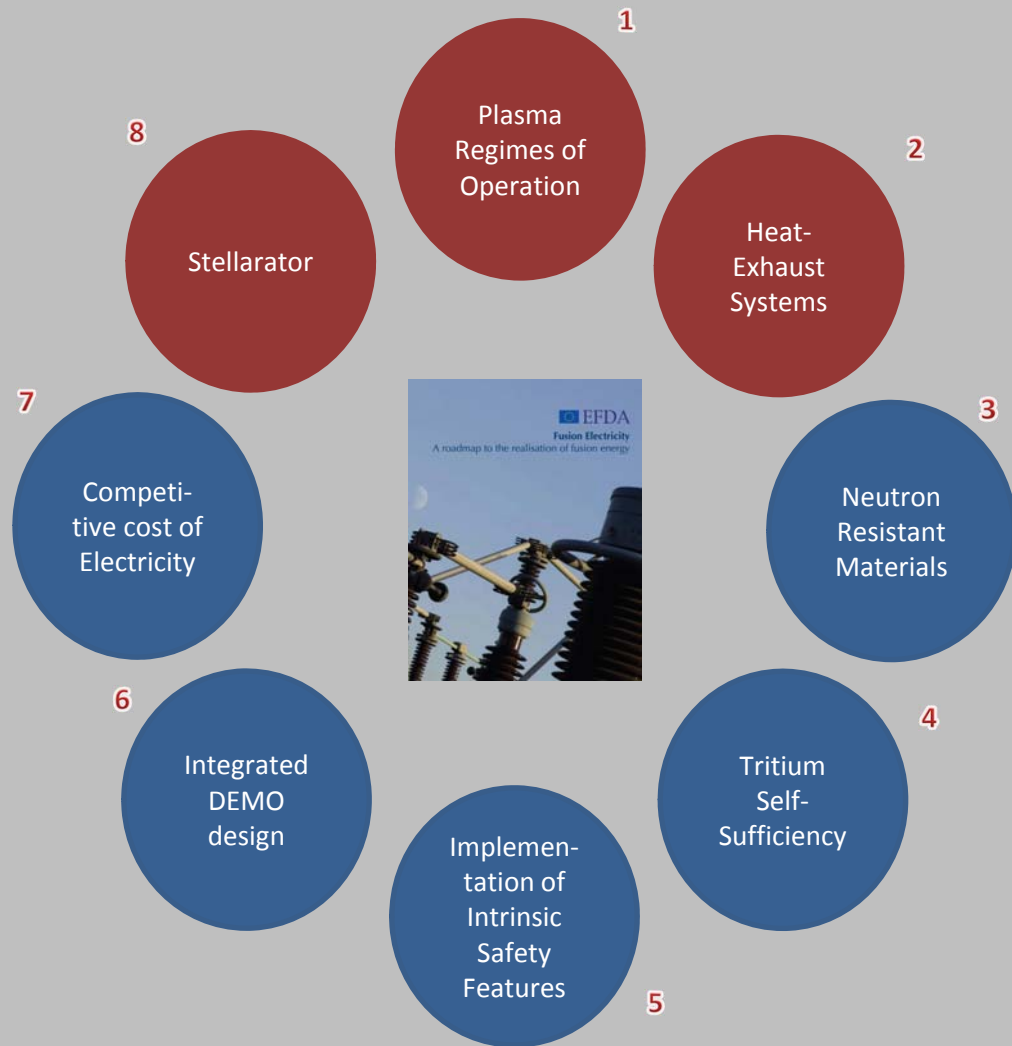 1
Plasma
Regimes of
Operation
2
Heat-
Exhaust
Systems
3
Neutron
Resistant
Materials
4
Tritium
Self-
Sufficiency
5
Implemen-
tation of
Intrinsic
Safety
Features
6
Integrated
DEMO
design
7
Competi-
tive cost of
Electricity
8
Stellarator
EFDA
Fusion Electricity
A roadmap to the realisation of fusion energy